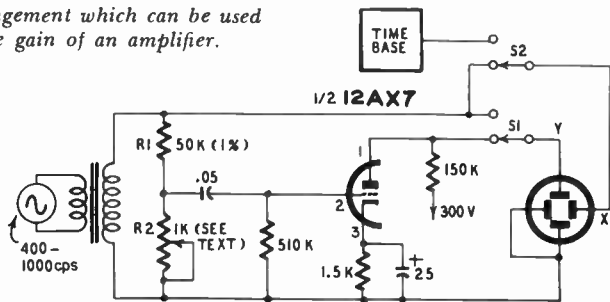 ngement which can be used
e gain of an amplifier.
TIME
BASE
S2
1/2 12AX7
R1
50K (1%)
1
S1
Y
.05
150K
2
300V
X
R2
1K (SEE
TEXT)
3
510K
400-
1000cps
1.5K
+
25